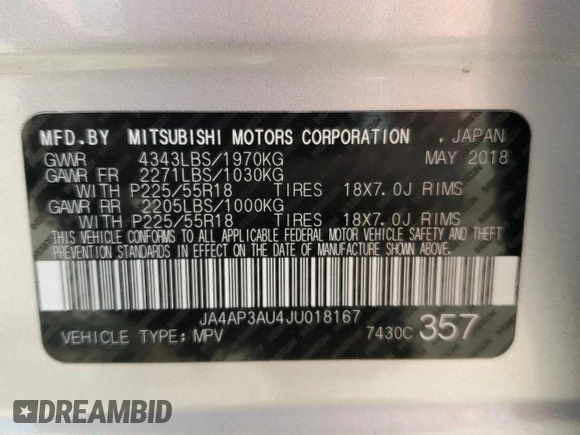 MFD.BY MITSUBISHI MOTORS CORPORATION . JAPAN
GVWR 4343LBS/1970KG MAY 2018
GAWR FR 2271LBS/1030KG
WITH P225/55R18 TIRES 18X7.0J RIMS
GAWR RR 2205LBS/1000KG
WITH P225/55R18 TIRES 18X7.0J RIMS
THIS VEHICLE CONFORMS TO ALL APPLICABLE FEDERAL MOTOR VEHICLE SAFETY AND THEFT
PREVENTION STANDARDS IN EFFECT ON THE DATE OF MANUFACTURE SHOWN ABOVE.
JA4AP3AU4JU018167
VEHICLE TYPE:MPV 7430C 357
DREAMBID